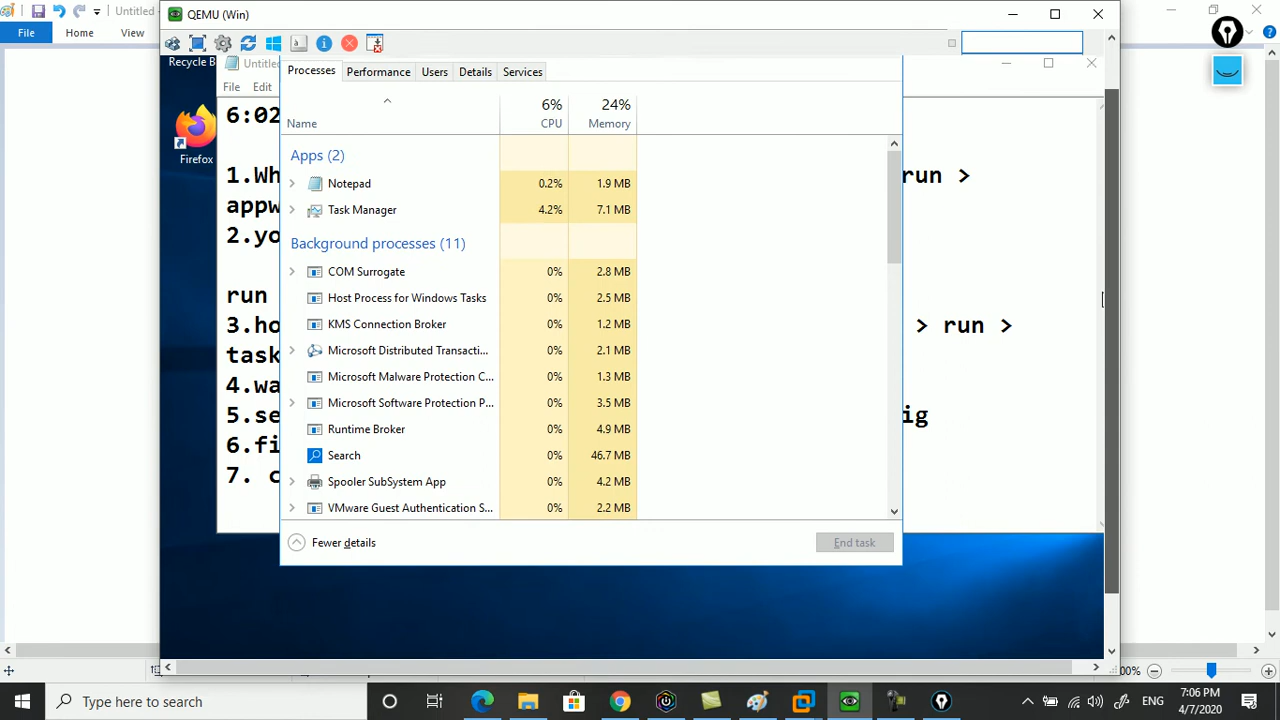 Untitled
QEMU (Win)
File
Home
View
Recycle B
Untitle
File
Edit
Firefox
6:02
1.Wh
run >
appw
2.yo
run
3.ho
> run >
task
4.wa
5.se
ig
6.fi
7. c
Processes
Performance
Users
Details
Services
6%
24%
Name
CPU
Memory
Apps (2)
Notepad 0.2% 1.9 MB
Task Manager 4.2% 7.1 MB
Background processes (11)
COM Surrogate 0% 2.8 MB
Host Process for Windows Tasks 0% 2.5 MB
KMS Connection Broker 0% 1.2 MB
Microsoft Distributed Transacti... 0% 2.1 MB
Microsoft Malware Protection C... 0% 1.3 MB
Microsoft Software Protection P... 0% 3.5 MB
Runtime Broker 0% 4.9 MB
Search 0% 46.7 MB
Spooler SubSystem App 0% 4.2 MB
VMware Guest Authentication S... 0% 2.2 MB
Fewer details
End task
00%
Type here to search
ENG
7:06 PM
4/7/2020